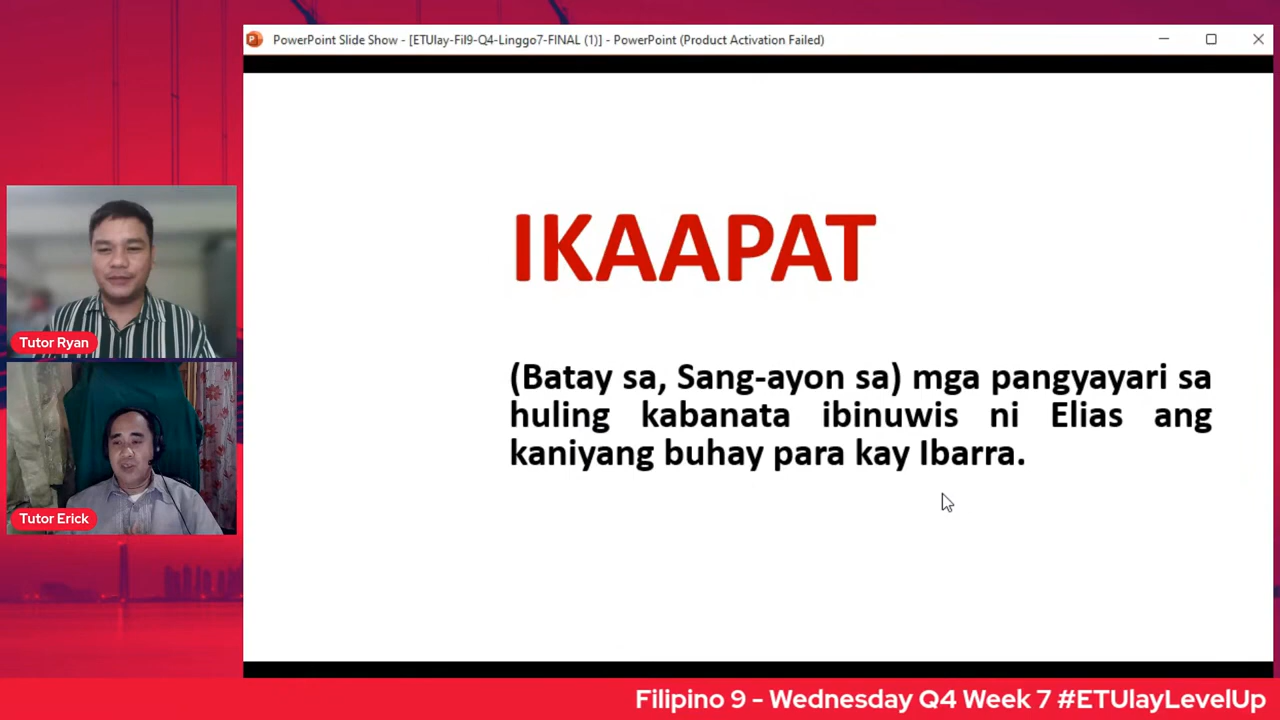 PowerPoint Slide Show - [ETUlay-Fil9-Q4-Linggo7-FINAL (1)] - PowerPoint (Product Activation Failed)
IKAAPAT
(Batay sa, Sang-ayon sa) mga pangyayari sa
huling kabanata ibinuwis ni Elias ang
kaniyang buhay para kay Ibarra.
Tutor Ryan
Tutor Erick
Filipino 9 - Wednesday Q4 Week 7 #ETUlayLevelUp